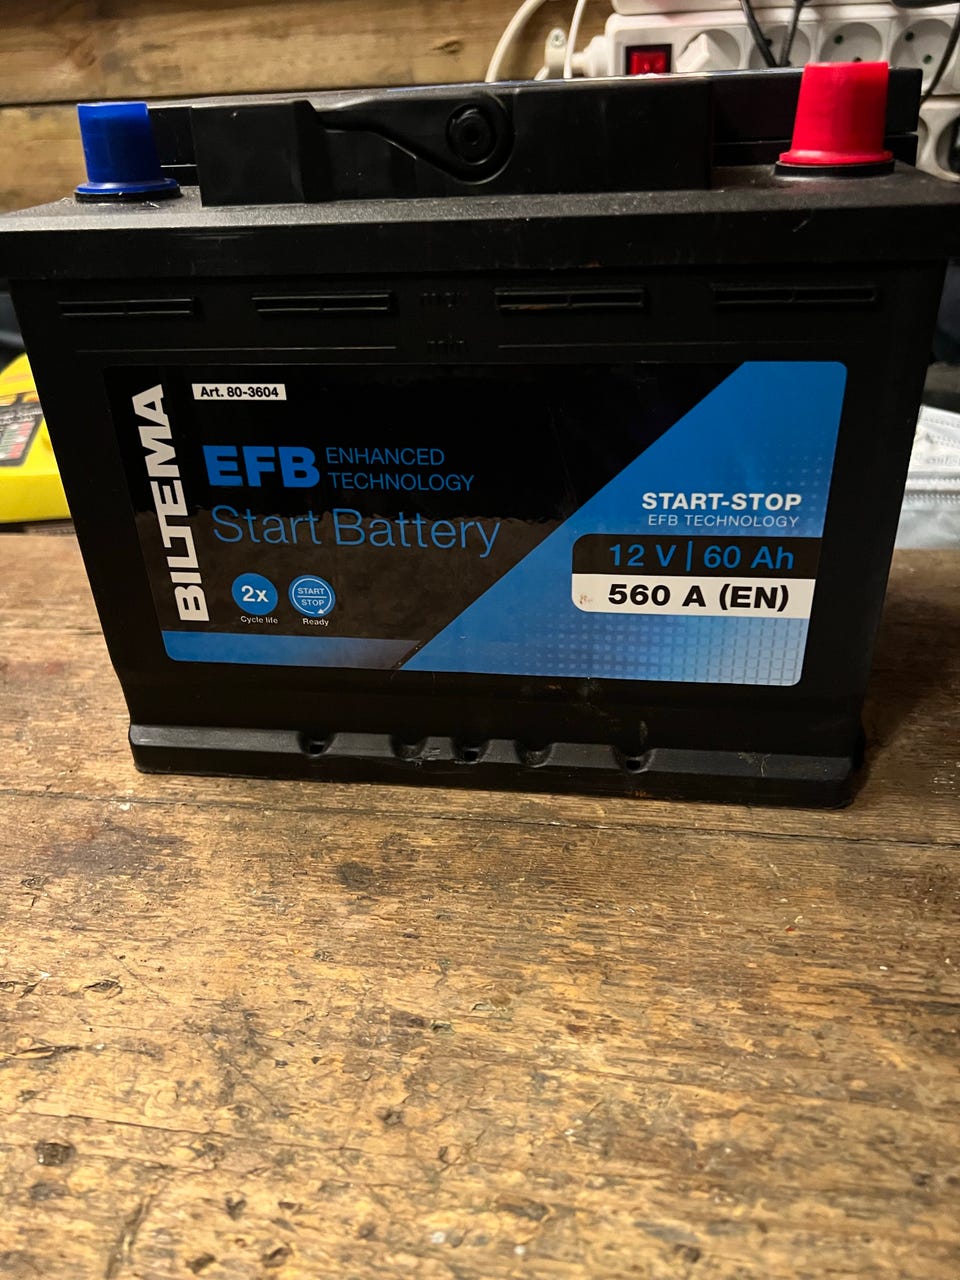 BILTEMA
Art. 80-3604
EFB ENHANCED
TECHNOLOGY
Start Battery
2x
Cycle life
START
STOP
Ready
START-STOP
EFB TECHNOLOGY
12 V | 60 Ah
560 A (EN)
min